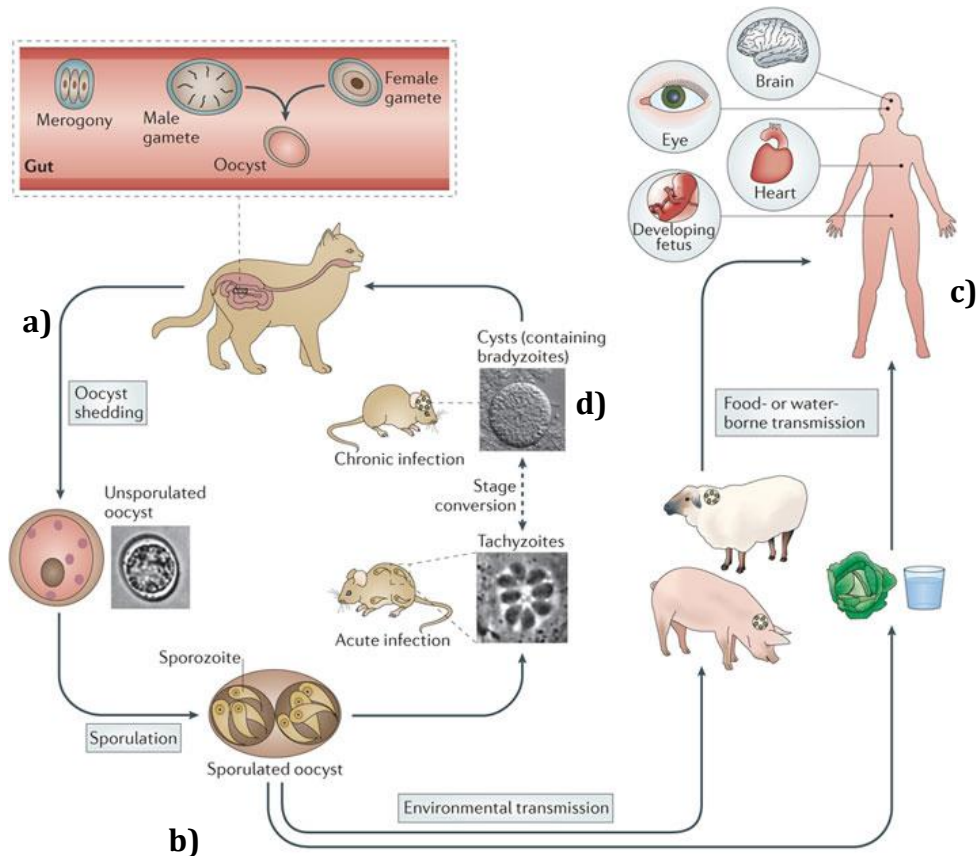 Merogony
Male
gamete
Female
gamete
Oocyst
Gut
Brain
Eye
Heart
Developing
fetus
a)
c)
Oocyst
shedding
Cysts (containing
bradyzoites)
d)
Chronic infection
Food- or water-
borne transmission
Stage
conversion
Unsporulated
oocyst
Tachyzoites
Acute infection
Sporozoite
Sporulation
Sporulated oocyst
Environmental transmission
b)